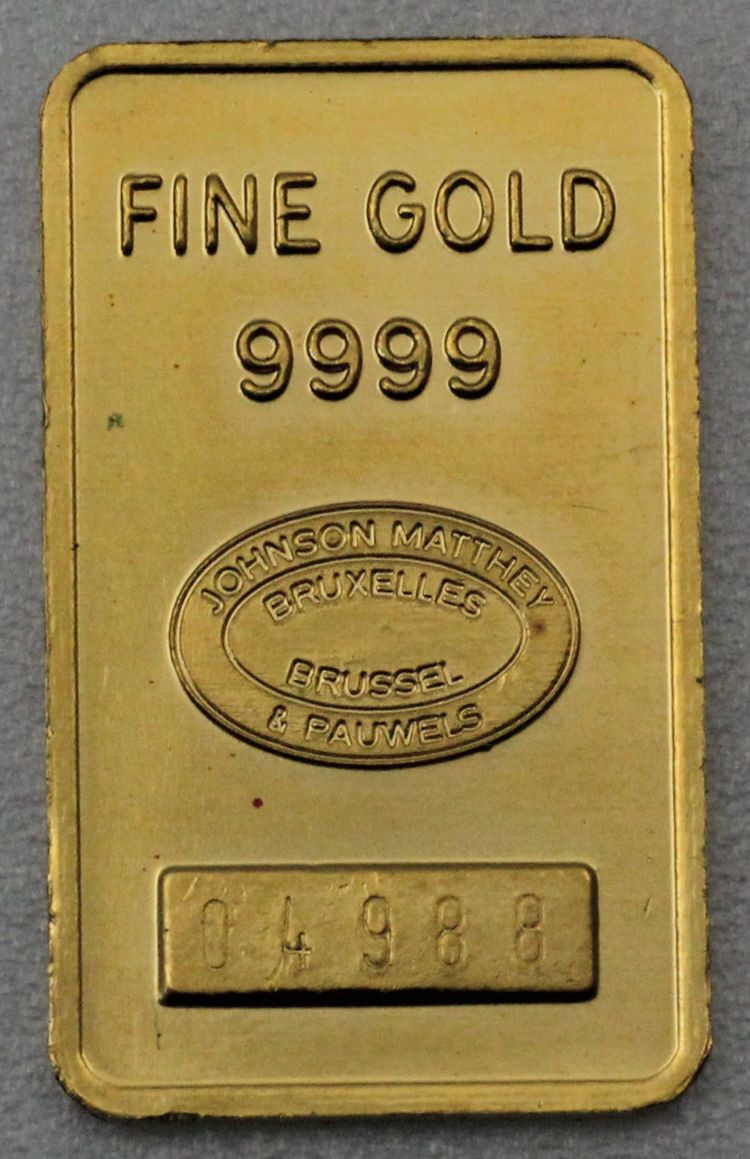 FINE GOLD
9999
JOHNSON MATTHEY
BRUXELLES
BRUSSEL
& PAUWELS
04988